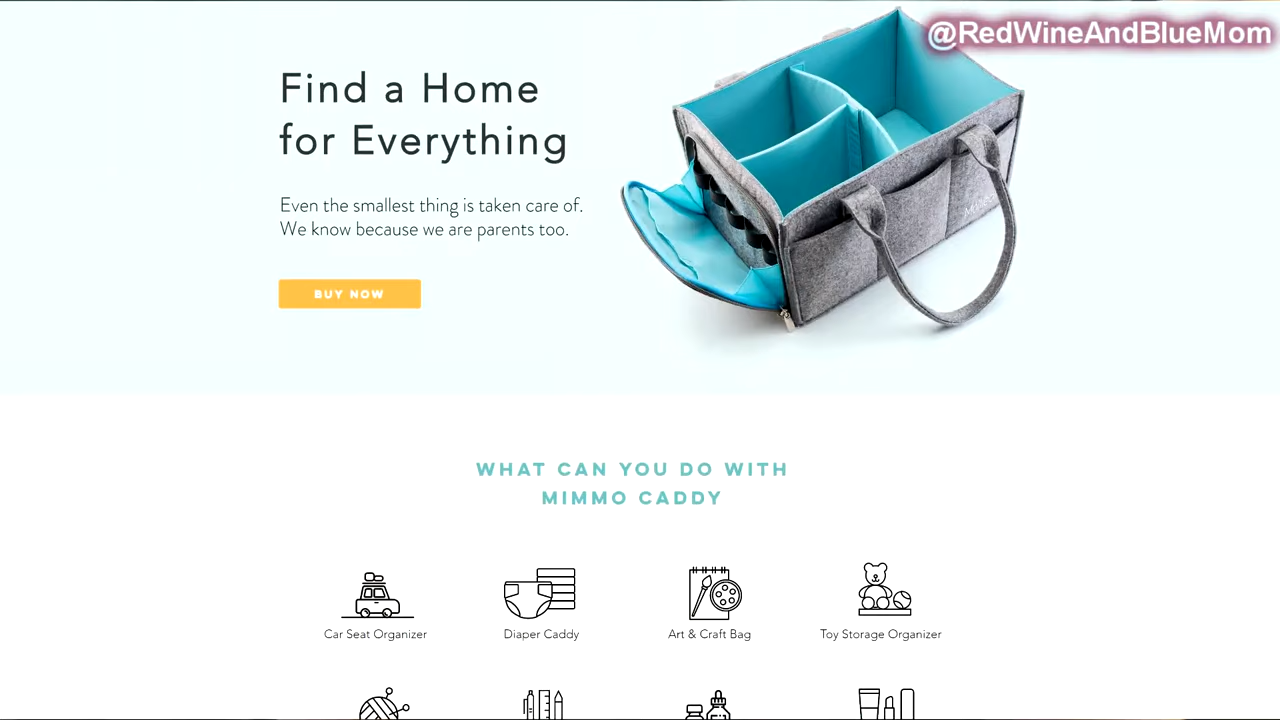 @RedWineAndBlueMom
Find a Home
for Everything
Even the smallest thing is taken care of.
We know because we are parents too.
BUY NOW
WHAT CAN YOU DO WITH
MIMMO CADDY
Car Seat Organizer
Diaper Caddy
Art & Craft Bag
Toy Storage Organizer